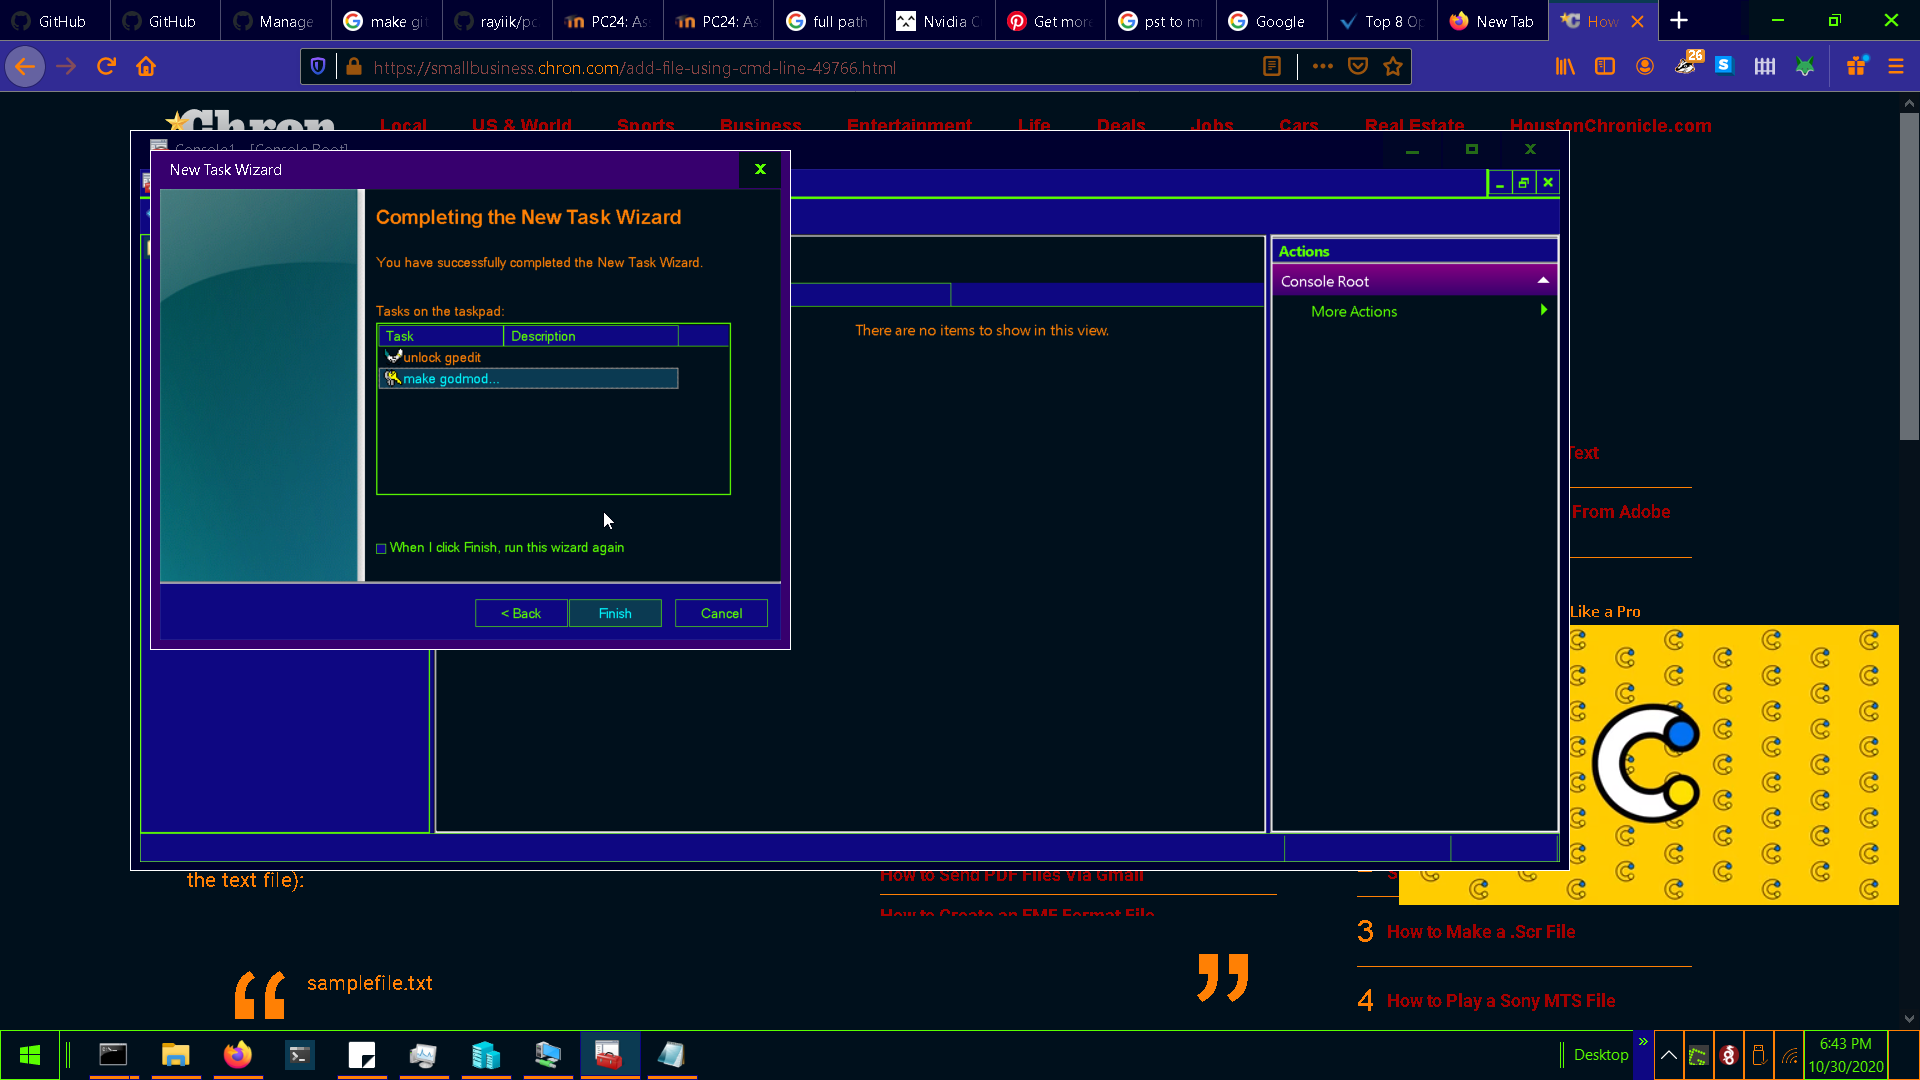 GitHub
GitHub
Manage
make git
rayiik/pc
PC24: As
PC24: As
full path
Nvidia C
Get more
pst to m
Google
Top 8 Op
New Tab
How
https://smallbusiness.chron.com/add-file-using-cmd-line-49766.html
26
Chron
Local
US & World
Sports
Business
Entertainment
Life
Deals
Jobs
Cars
Real Estate
HoustonChronicle.com
Console1 - [Console Root]
New Task Wizard
Completing the New Task Wizard
You have successfully completed the New Task Wizard.
Tasks on the taskpad:
Task
Description
unlock gpedit
make godmod...
When I click Finish, run this wizard again
< Back
Finish
Cancel
There are no items to show in this view.
Actions
Console Root
More Actions
Text
From Adobe
Like a Pro
the text file):
How to Send PDF Files Via Gmail
How to Create an EMF Format File
3 How to Make a .Scr File
4 How to Play a Sony MTS File
“ samplefile.txt ”
Desktop
6:43 PM
10/30/2020